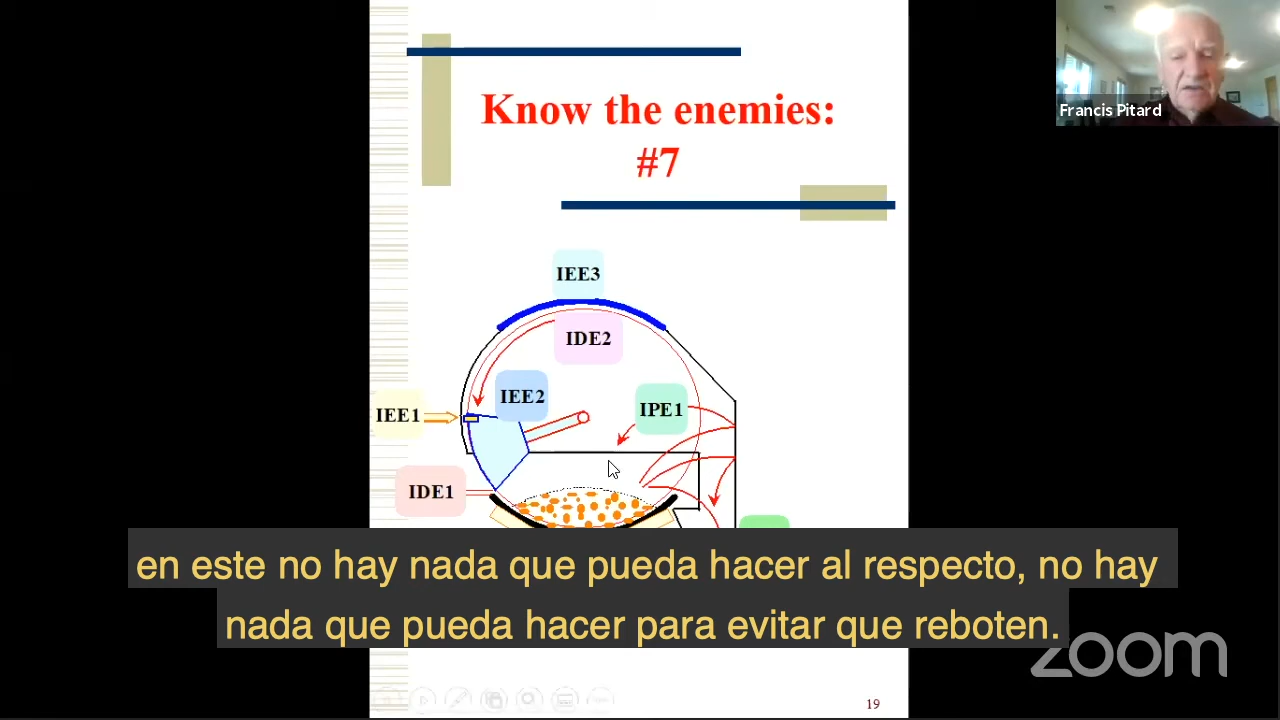 Know the enemies:
#7
Francis Pitard
IEE3
IDE2
IEE2
IPE1
IEE1
IDE1
en este no hay nada que pueda hacer al respecto, no hay
nada que pueda hacer para evitar que reboten.
zoom
19